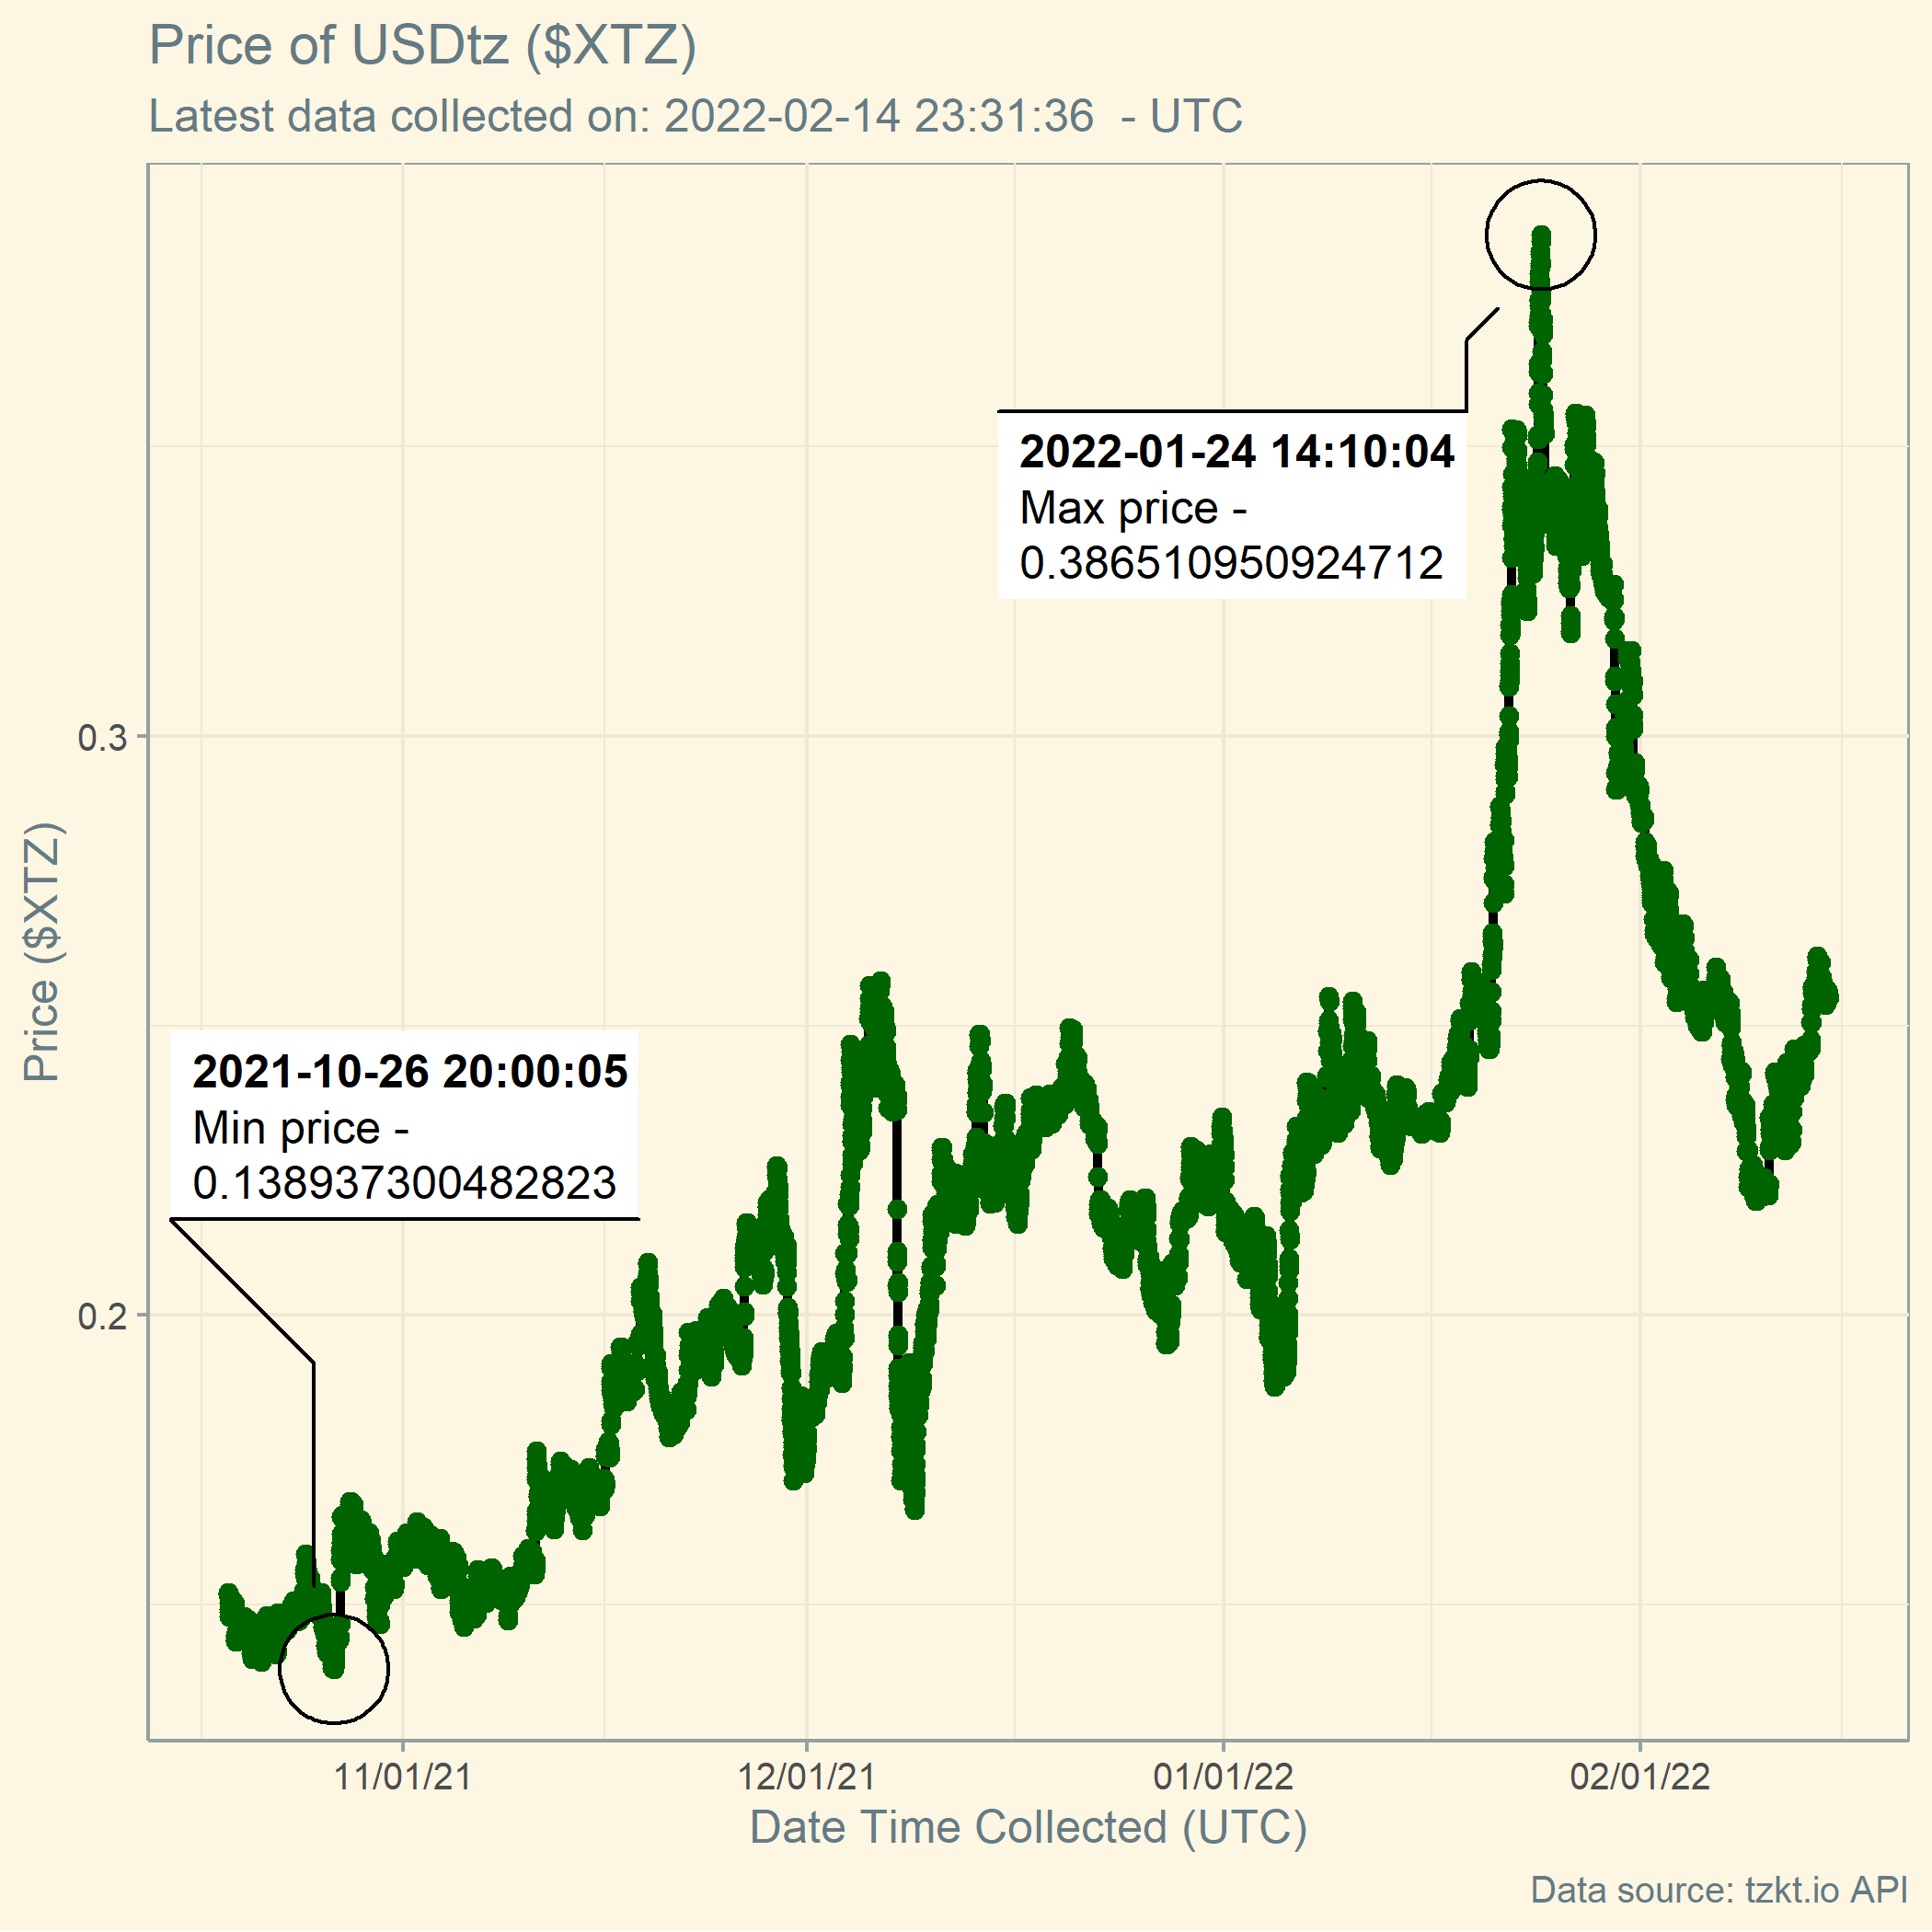 Price of USDtz ($XTZ)
Latest data collected on: 2022-02-14 23:31:36  - UTC
2022-01-24 14:10:04
Max price -
0.386510950924712
0.3
Price ($XTZ)
2021-10-26 20:00:05
Min price -
0.138937300482823
0.2
11/01/21
12/01/21
01/01/22
02/01/22
Date Time Collected (UTC)
Data source: tzkt.io API